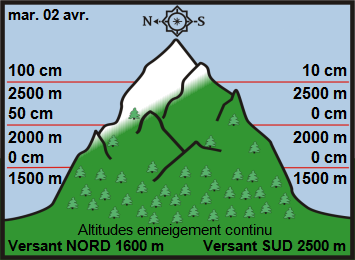 mar. 02 avr.
N S
100 cm 10 cm
2500 m 2500 m
50 cm 0 cm
2000 m 2000 m
0 cm 0 cm
1500 m 1500 m
Altitudes enneigement continu
Versant NORD 1600 m Versant SUD 2500 m